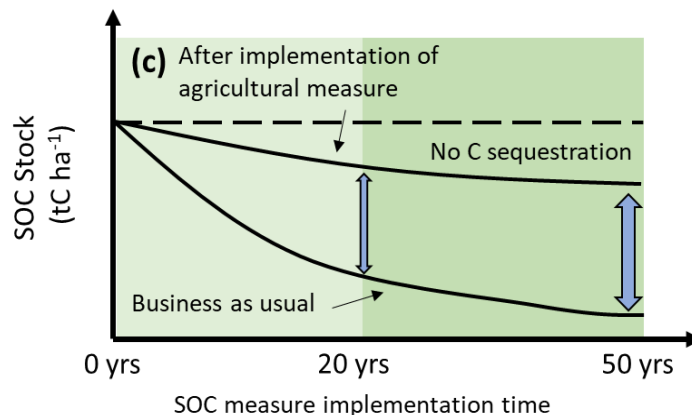 (c) After implementation of
agricultural measure
No C sequestration
SOC Stock
(tC ha⁻¹)
Business as usual
0 yrs 20 yrs 50 yrs
SOC measure implementation time